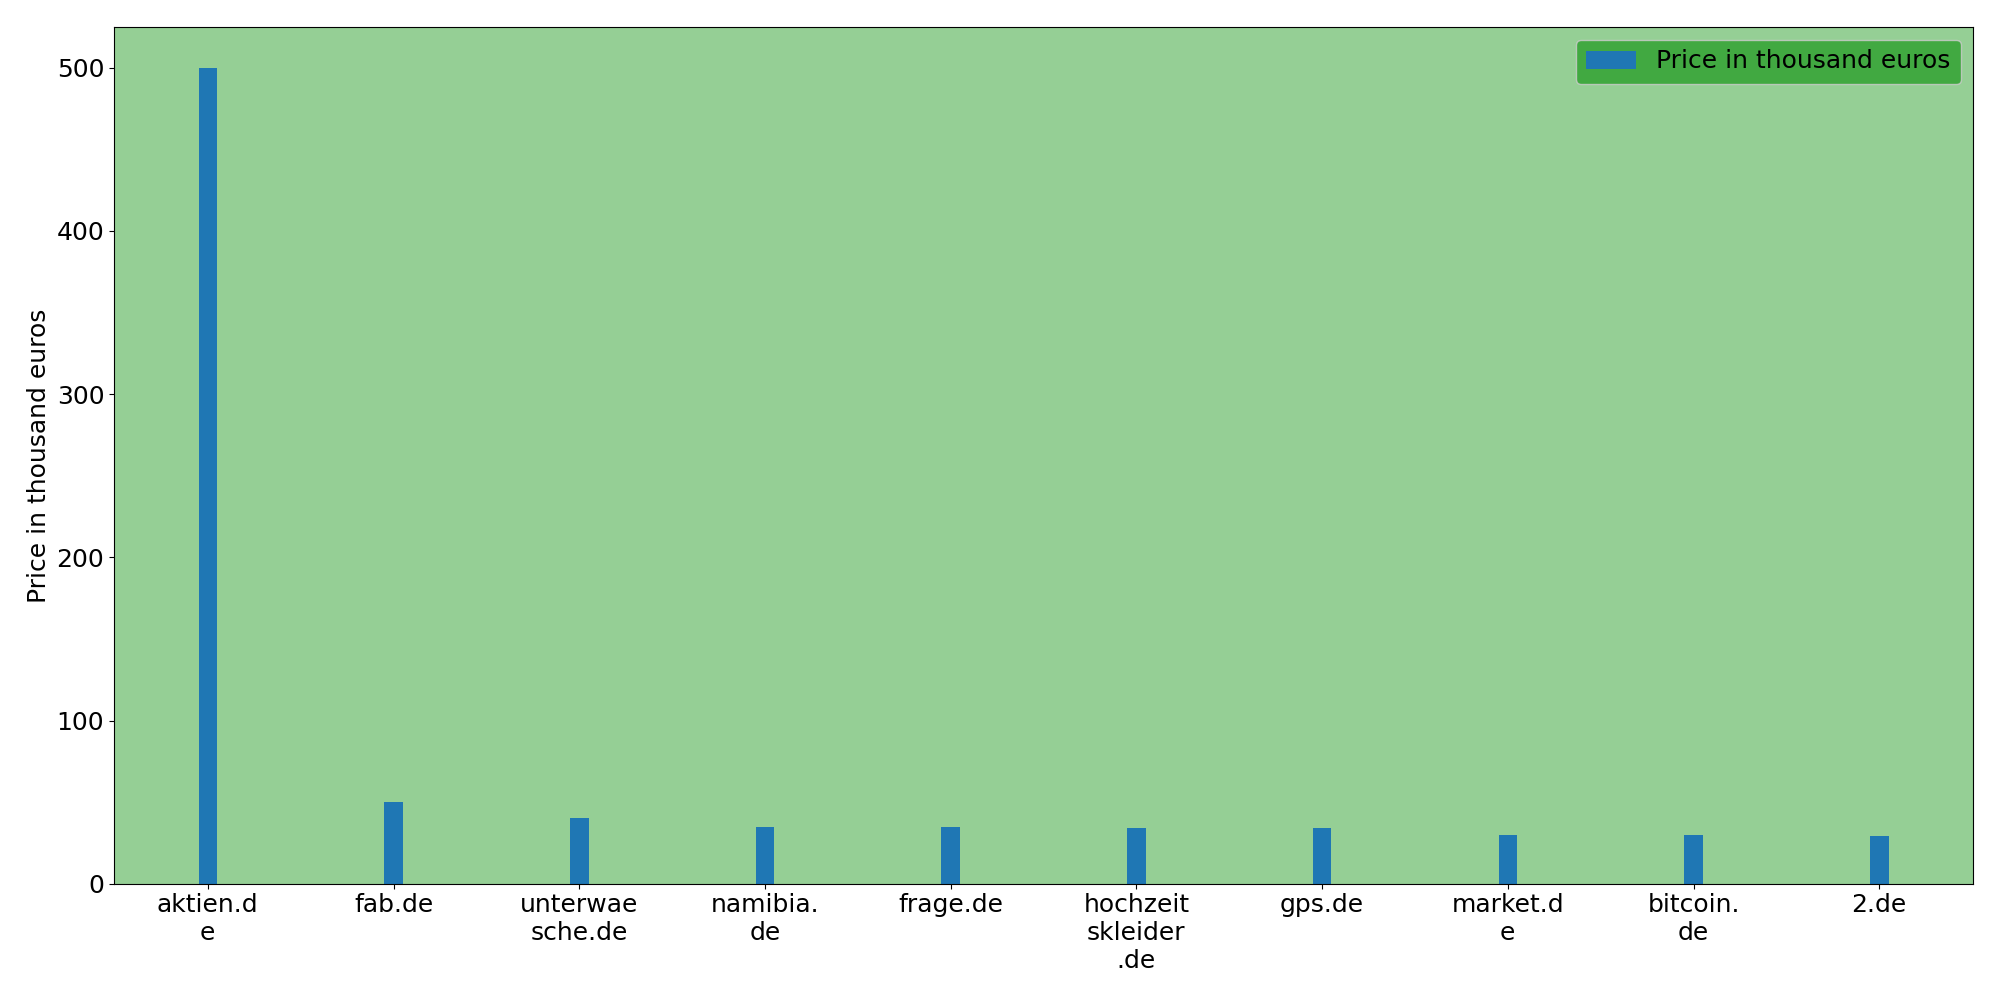 Price in thousand euros
Price in thousand euros
500
400
300
200
100
0
aktien.d
e
fab.de
unterwae
sche.de
namibia.
de
frage.de
hochzeit
skleider
.de
gps.de
market.d
e
bitcoin.
de
2.de